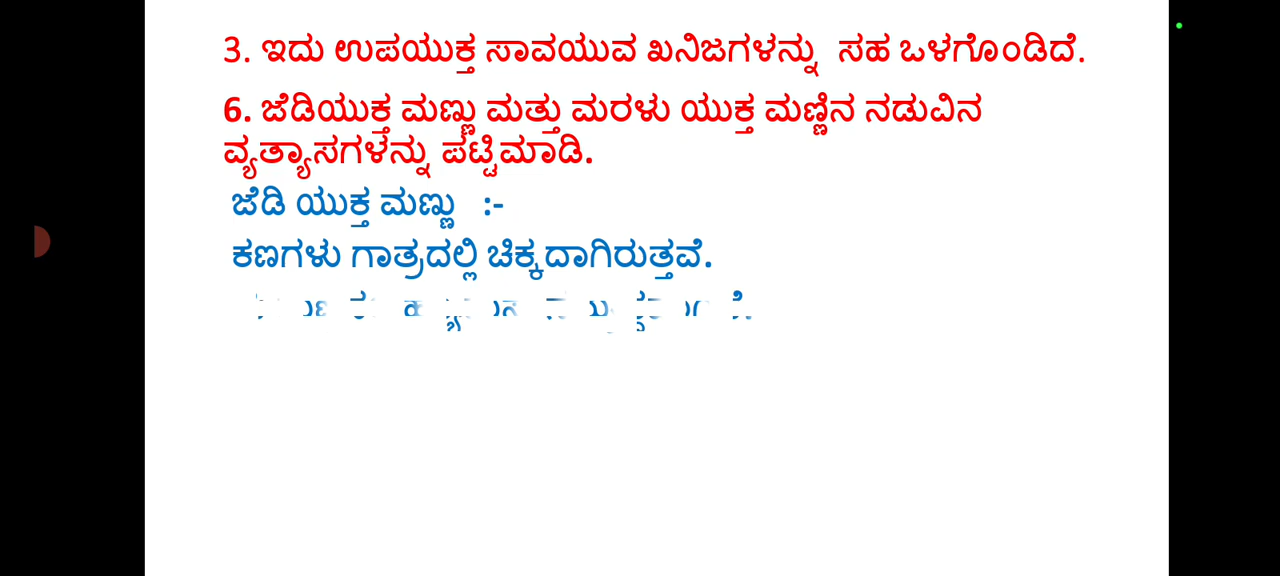 3. ಇದು ಉಪಯುಕ್ತ ಸಾವಯುವ ಖನಿಜಗಳನ್ನು ಸಹ ಒಳಗೊಂಡಿದೆ.
6. ಜೆಡಿಯುಕ್ತ ಮಣ್ಣು ಮತ್ತು ಮರಳು ಯುಕ್ತ ಮಣ್ಣಿನ ನಡುವಿನ
ವ್ಯತ್ಯಾಸಗಳನ್ನು ಪಟ್ಟಿಮಾಡಿ.
ಜೆಡಿ ಯುಕ್ತ ಮಣ್ಣು :-
ಕಣಗಳು ಗಾತ್ರದಲ್ಲಿ ಚಿಕ್ಕದಾಗಿರುತ್ತವೆ.